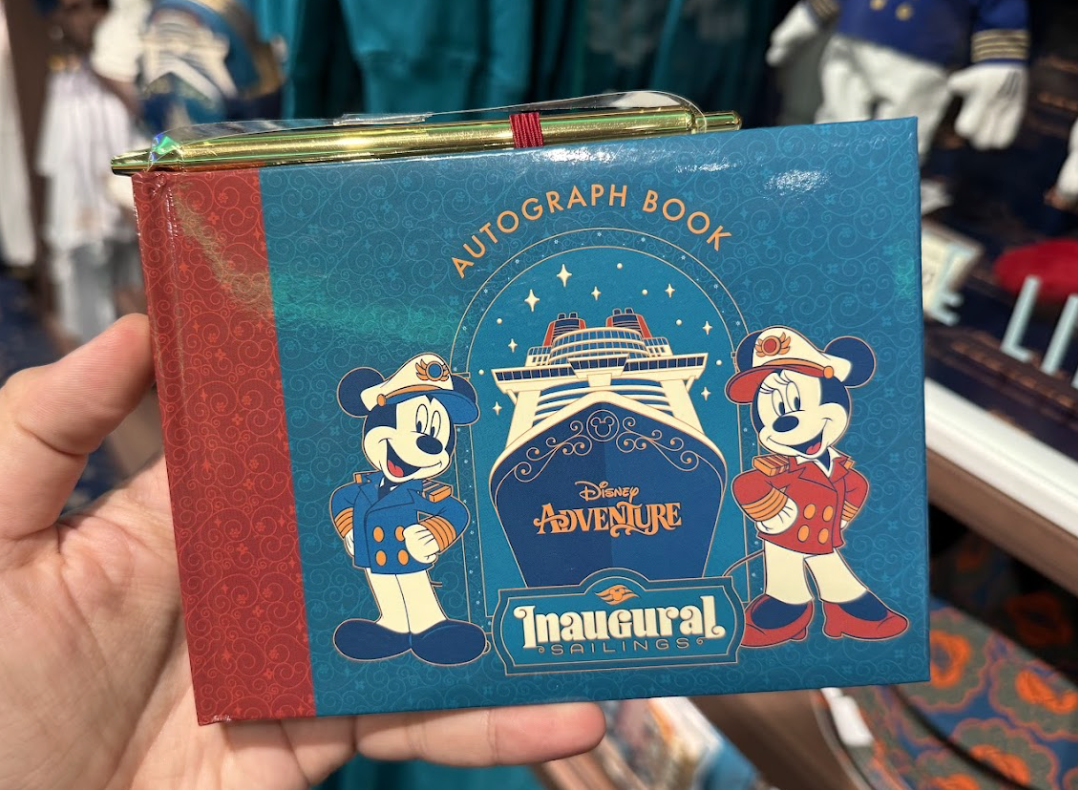 AUTOGRAPH BOOK
Disney
ADVENTURE
Inaugural
SAILINGS